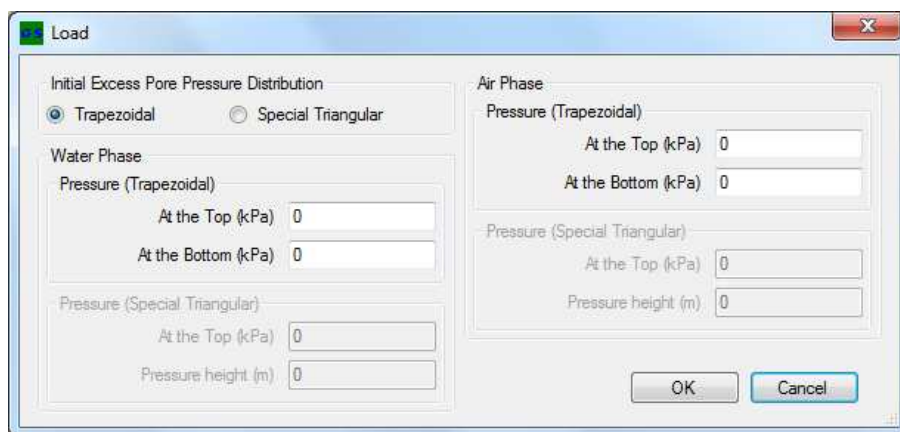 GS Load
Initial Excess Pore Pressure Distribution
Trapezoidal Special Triangular
Water Phase
Pressure (Trapezoidal)
At the Top (kPa) 0
At the Bottom (kPa) 0
Pressure (Special Triangular)
At the Top (kPa) 0
Pressure height (m) 0
Air Phase
Pressure (Trapezoidal)
At the Top (kPa) 0
At the Bottom (kPa) 0
Pressure (Special Triangular)
At the Top (kPa) 0
Pressure height (m) 0
OK Cancel